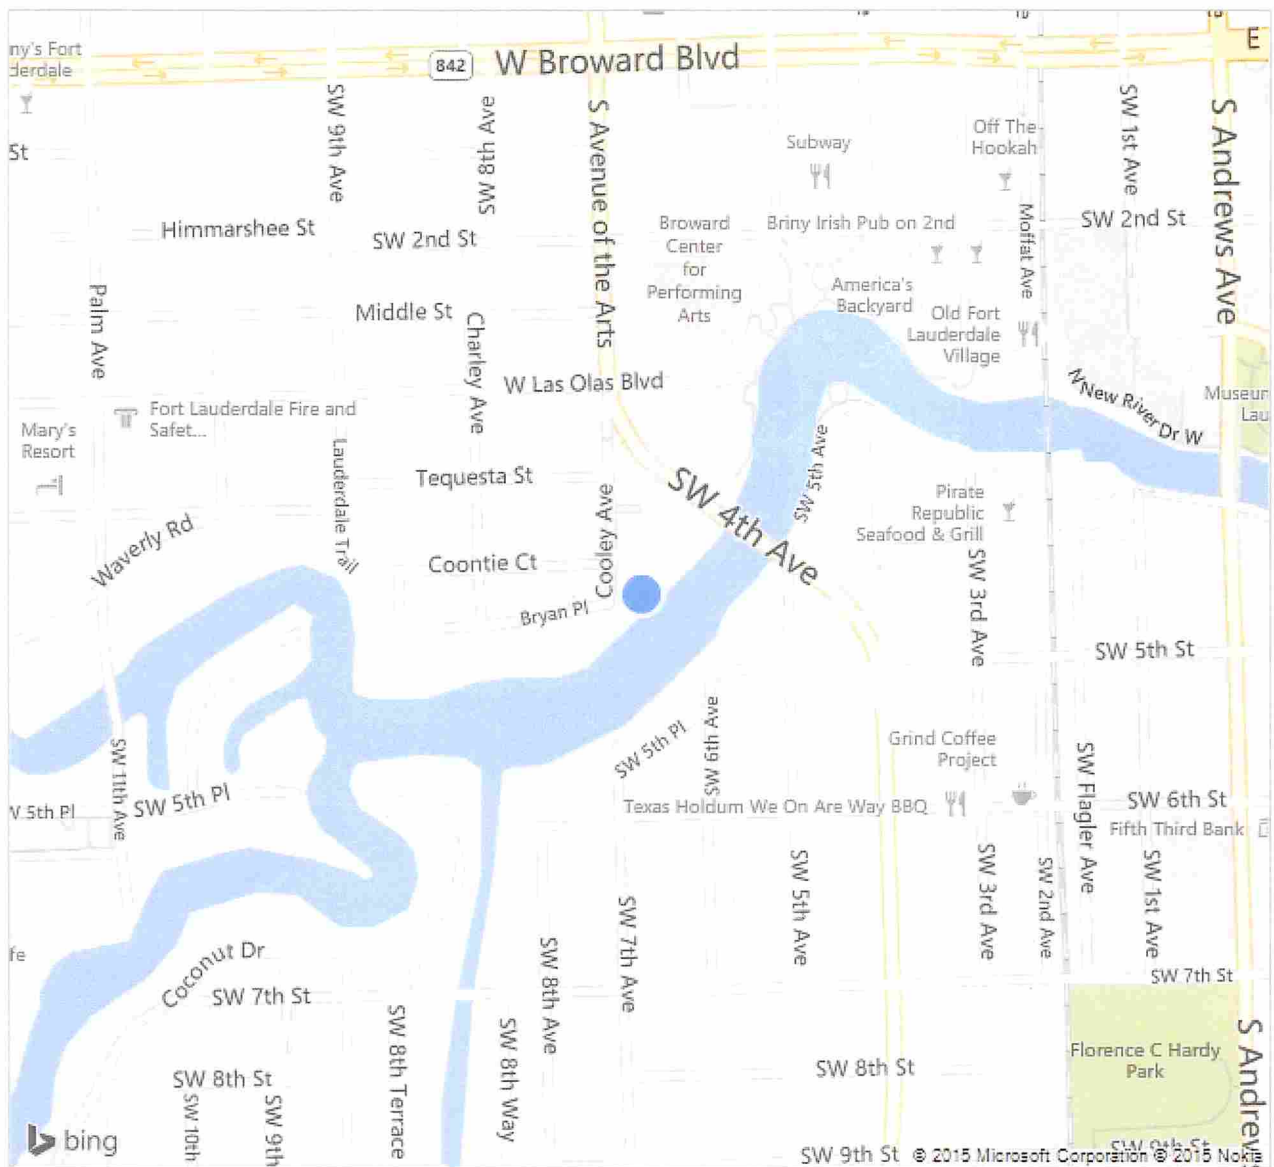 E
ny's Fort
derdale
842
W Broward Blvd
St
SW 9th Ave
SW 8th Ave
S Avenue of the Arts
Subway
Off The
Hookah
SW 1st Ave
S Andrews Ave
Himmarshee St
SW 2nd St
Broward
Center
for
Performing
Arts
Briny Irish Pub on 2nd
Moffat Ave
SW 2nd St
Palm Ave
Middle St
Charley Ave
America's
Backyard
Old Fort
Lauderdale
Village
W Las Olas Blvd
N New River Dr W
Museum
Lau
Fort Lauderdale Fire and
Safet...
Mary's
Resort
Lauderdale Trail
Tequesta St
Cooley Ave
SW 4th Ave
SW 5th Ave
Pirate
Republic
Seafood & Grill
Waverly Rd
Coontie Ct
Bryan Pl
SW 3rd Ave
SW 5th St
SW 11th Ave
SW 5th Pl
SW 6th Ave
Grind Coffee
Project
SW Flagler Ave
V 5th Pl
SW 5th Pl
Texas Holdum We On Are Way BBQ
SW 6th St
Fifth Third Bank
SW 5th Ave
SW 3rd Ave
SW 2nd Ave
SW 1st Ave
fe
Coconut Dr
SW 7th St
SW 8th Ave
SW 7th Ave
SW 7th St
SW 8th Terrace
SW 8th Way
SW 8th St
Florence C Hardy
Park
S Andrew
SW 8th St
SW 10th
SW 9th
bing
SW 9th St
SW 9th St
© 2015 Microsoft Corporation © 2015 Nokia